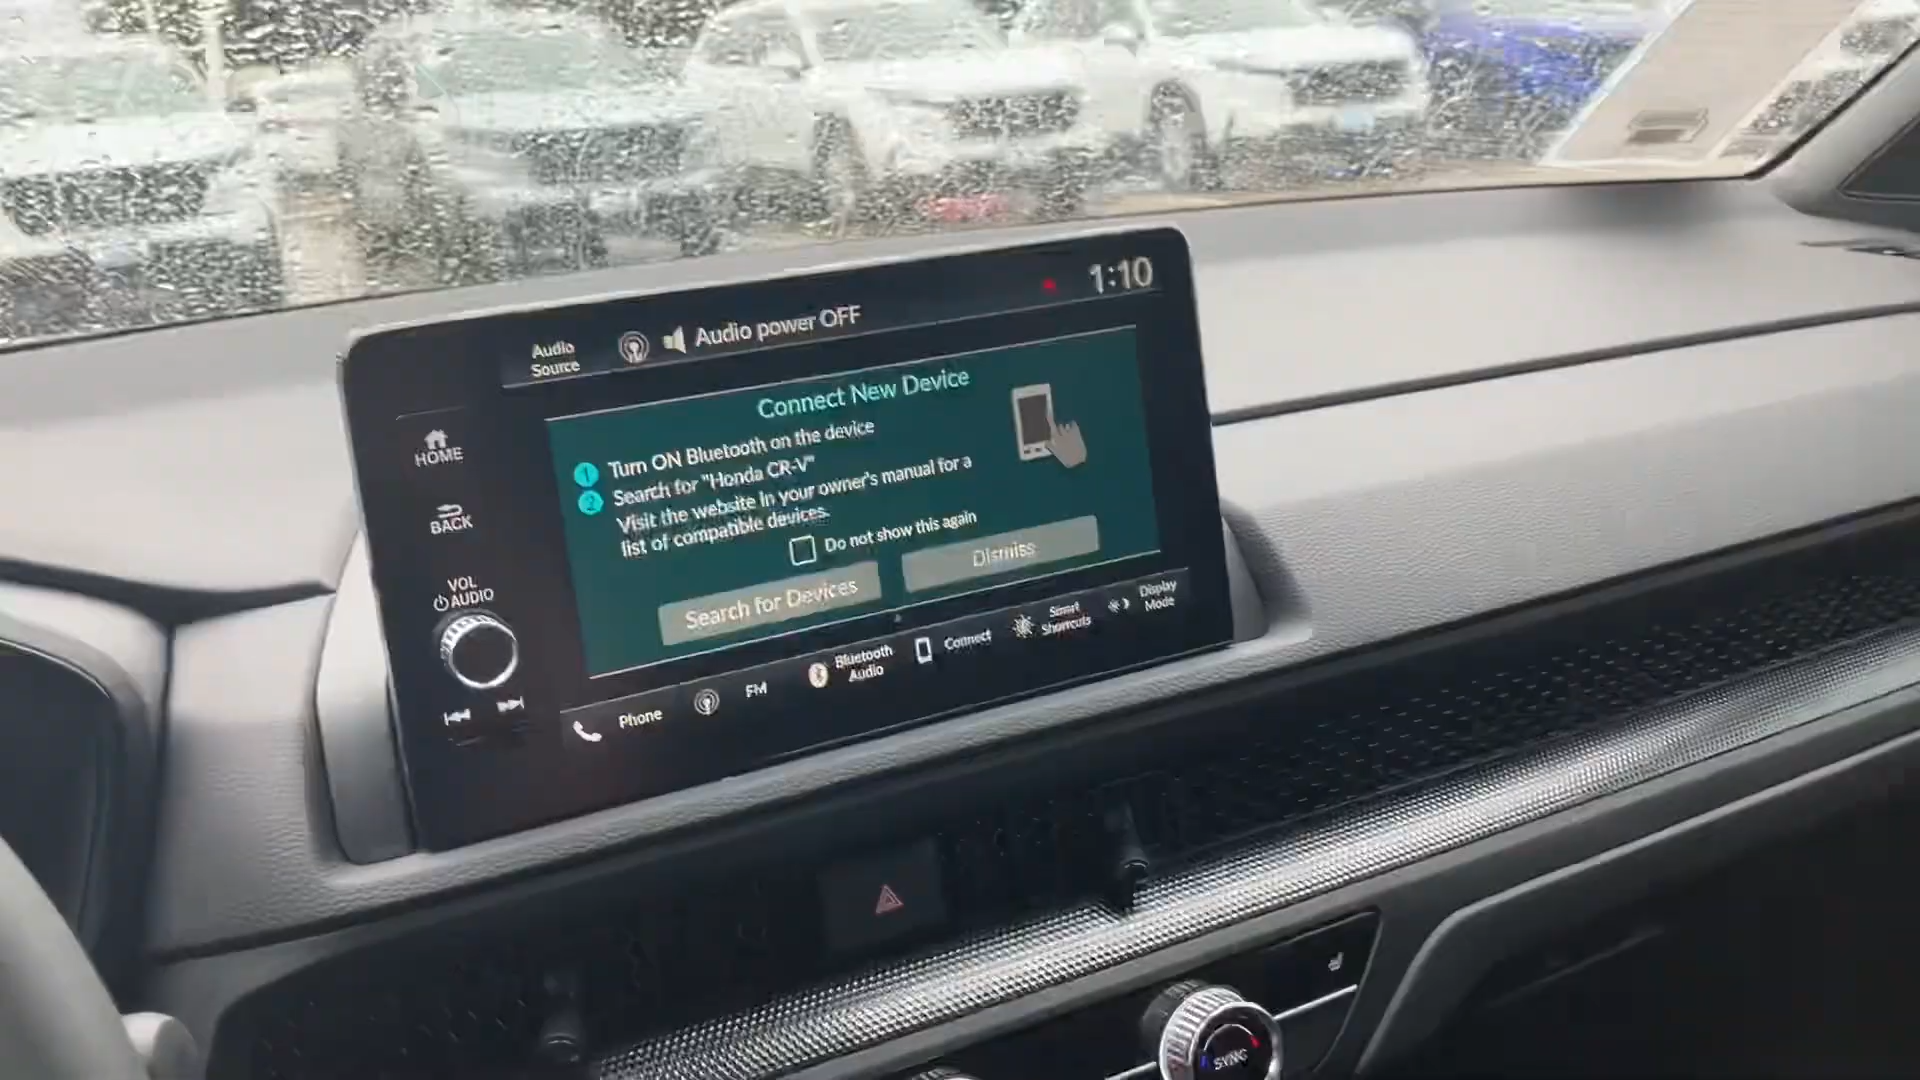 1:10
Audio
Source
Audio power OFF
Connect New Device
HOME
1 Turn ON Bluetooth on the device
2 Search for "Honda CR-V"
Visit the website in your owner's manual for a
list of compatible devices.
BACK
Do not show this again
Search for Devices
Dismiss
VOL
AUDIO
Phone
FM
Bluetooth
Audio
Connect
Smart
Shortcuts
Display
Mode
SYNC